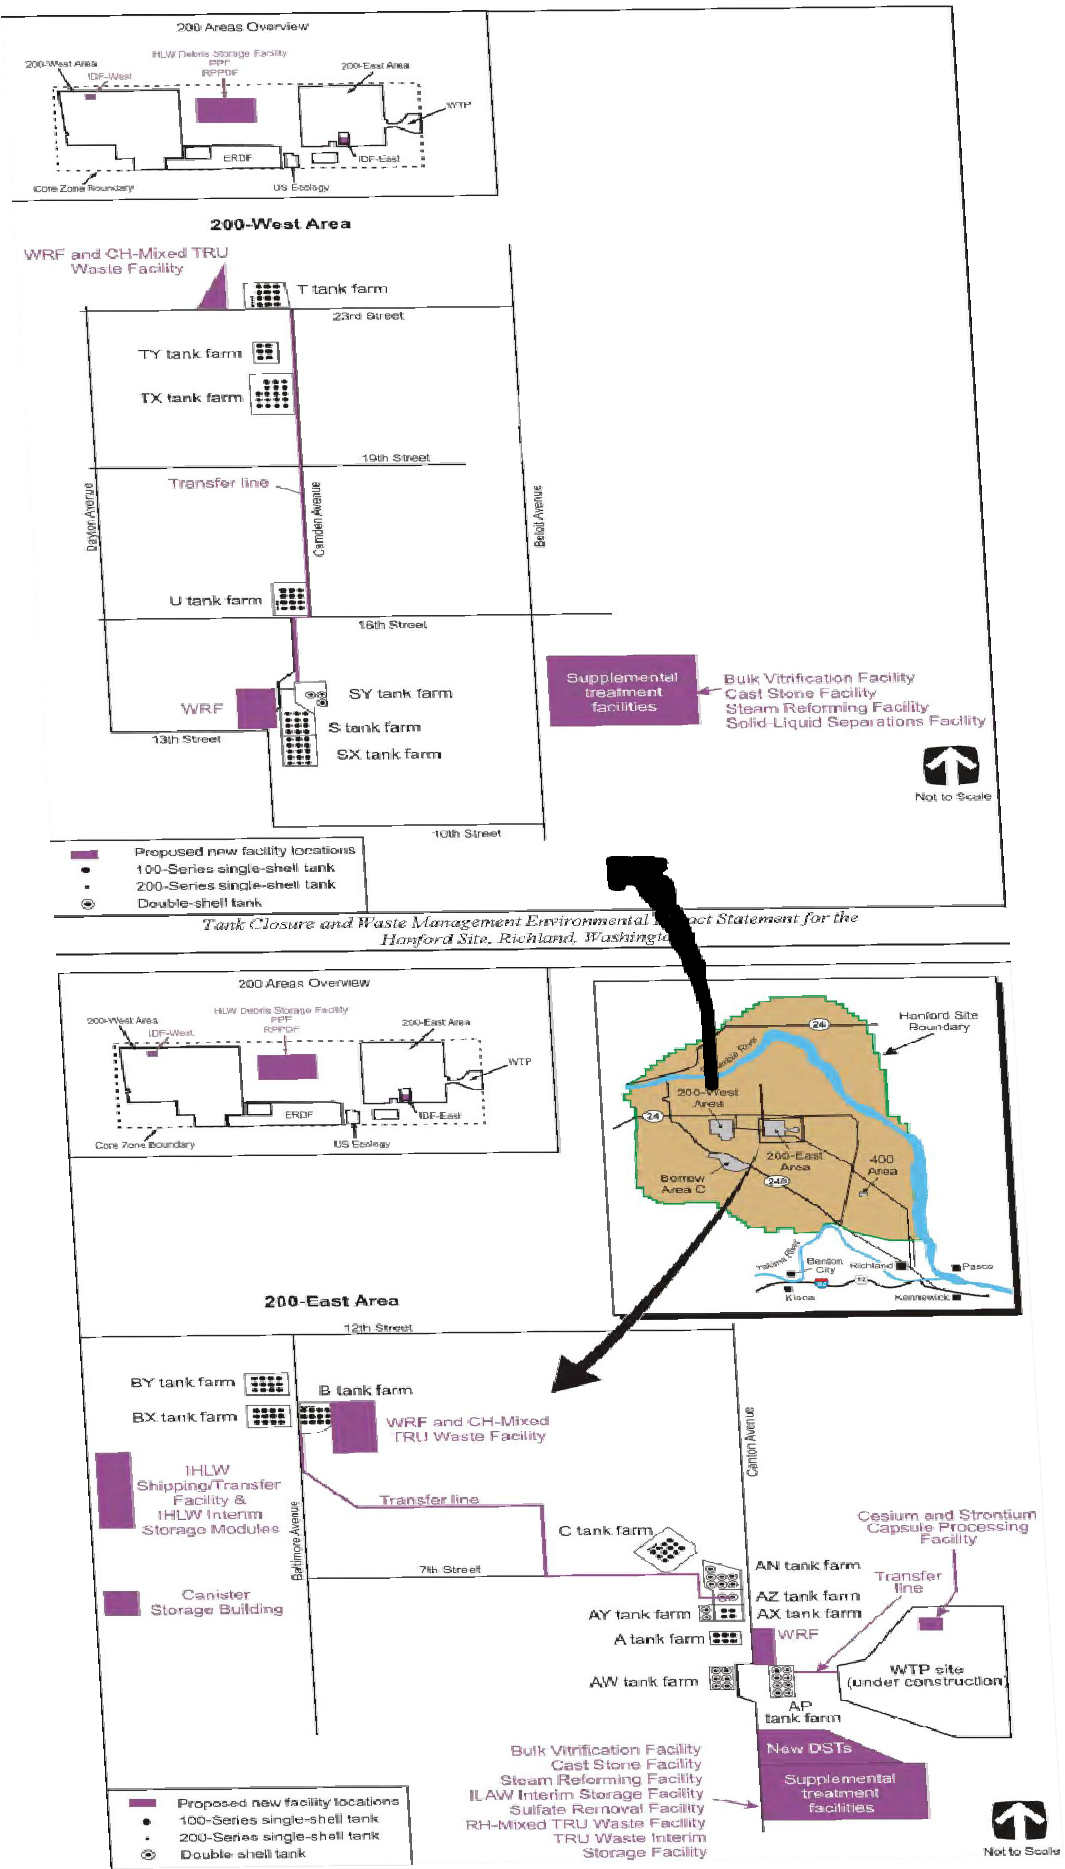 200 Areas Overview
HLW Debris Storage Facility
PPF
RPPDF
200-West Area
IDF-West
200-East Area
WTP
ERDF
IDF-East
Core Zone Boundary
US Ecology
200-West Area
WRF and CH-Mixed TRU
Waste Facility
T tank farm
23rd Street
TY tank farm
TX tank farm
19th Street
Transfer line
Dayton Avenue
Camden Avenue
Beloit Avenue
U tank farm
16th Street
Supplemental
treatment
facilities
Bulk Vitrification Facility
Cast Stone Facility
Steam Reforming Facility
Solid-Liquid Separations Facility
SY tank farm
WRF
S tank farm
13th Street
SX tank farm
Not to Scale
10th Street
Proposed new facility locations
100-Series single-shell tank
200-Series single-shell tank
Double-shell tank
Tank Closure and Waste Management Environmental Statement for the
Hanford Site, Richland,
200 Areas Overview
HLW Debris Storage Facility
PPF
RPPDF
200-West Area
IDF-West
200-East Area
WTP
ERDF
IDF-East
Core Zone Boundary
US Ecology
24
Hanford Site
Boundary
River
200-West
Area
24
200-East
Area
400
Area
Borrow
Area C
240
Yakima River
Benton
City
Richland
Pasco
12
Kiona
Kennewick
200-East Area
12th Street
BY tank farm
B tank farm
BX tank farm
WRF and CH-Mixed
TRU Waste Facility
Canton Avenue
IHLW
Shipping/Transfer
Facility &
IHLW Interim
Storage Modules
Transfer line
Baltimore Avenue
Cesium and Strontium
Capsule Processing
Facility
C tank farm
7th Street
AN tank farm
Transfer
line
Canister
Storage Building
AZ tank farm
AY tank farm
AX tank farm
A tank farm
WRF
WTP site
(under construction)
AW tank farm
AP
tank farm
New DSTs
Bulk Vitrification Facility
Cast Stone Facility
Steam Reforming Facility
ILAW Interim Storage Facility
Sulfate Removal Facility
RH-Mixed TRU Waste Facility
TRU Waste Interim
Storage Facility
Supplemental
treatment
facilities
Proposed new facility locations
100-Series single-shell tank
200-Series single-shell tank
Double shell tank
Not to Scale